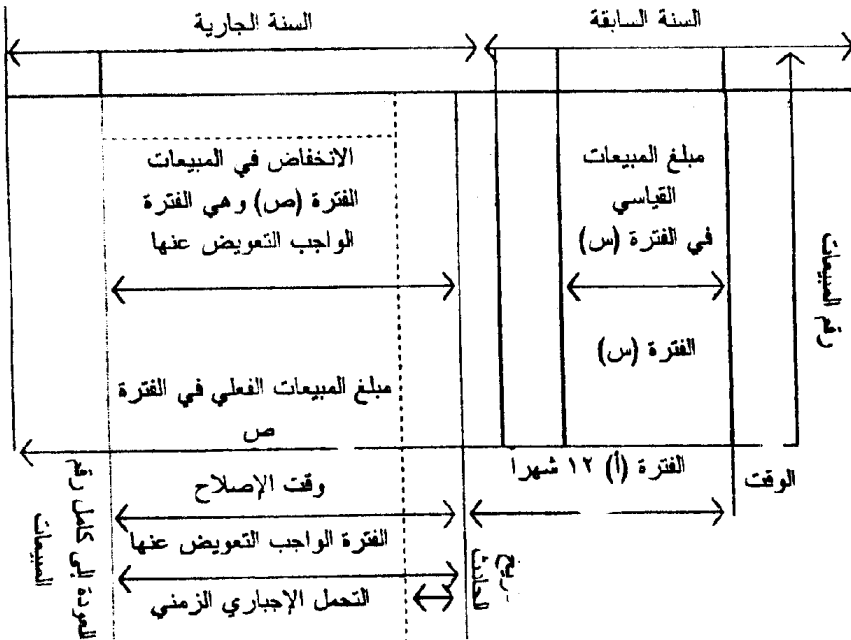 السنة السابقة
السنة الجارية
مبلغ المبيعات
القياسي
في الفترة (س)
الفترة (س)
رقم المبيعات
الانخفاض في المبيعات
الفترة (ص) وهي الفترة
الواجب التعويض عنها
مبلغ المبيعات الفعلي في الفترة
ص
الوقت
الفترة (أ) ١٢ شهرا
وقت الإصلاح
الفترة الواجب التعويض عنها
التحمل الإجباري الزمني
الحادث
العودة إلى كامل رقم
المبيعات